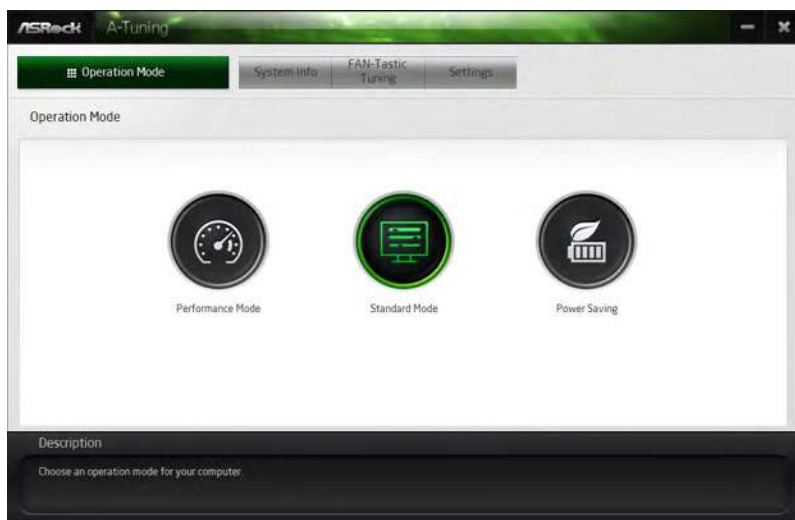 ASRock A-Tuning
Operation Mode System Info FAN-Tastic Tuning Settings
Operation Mode
Performance Mode Standard Mode Power Saving
Description
Choose an operation mode for your computer.